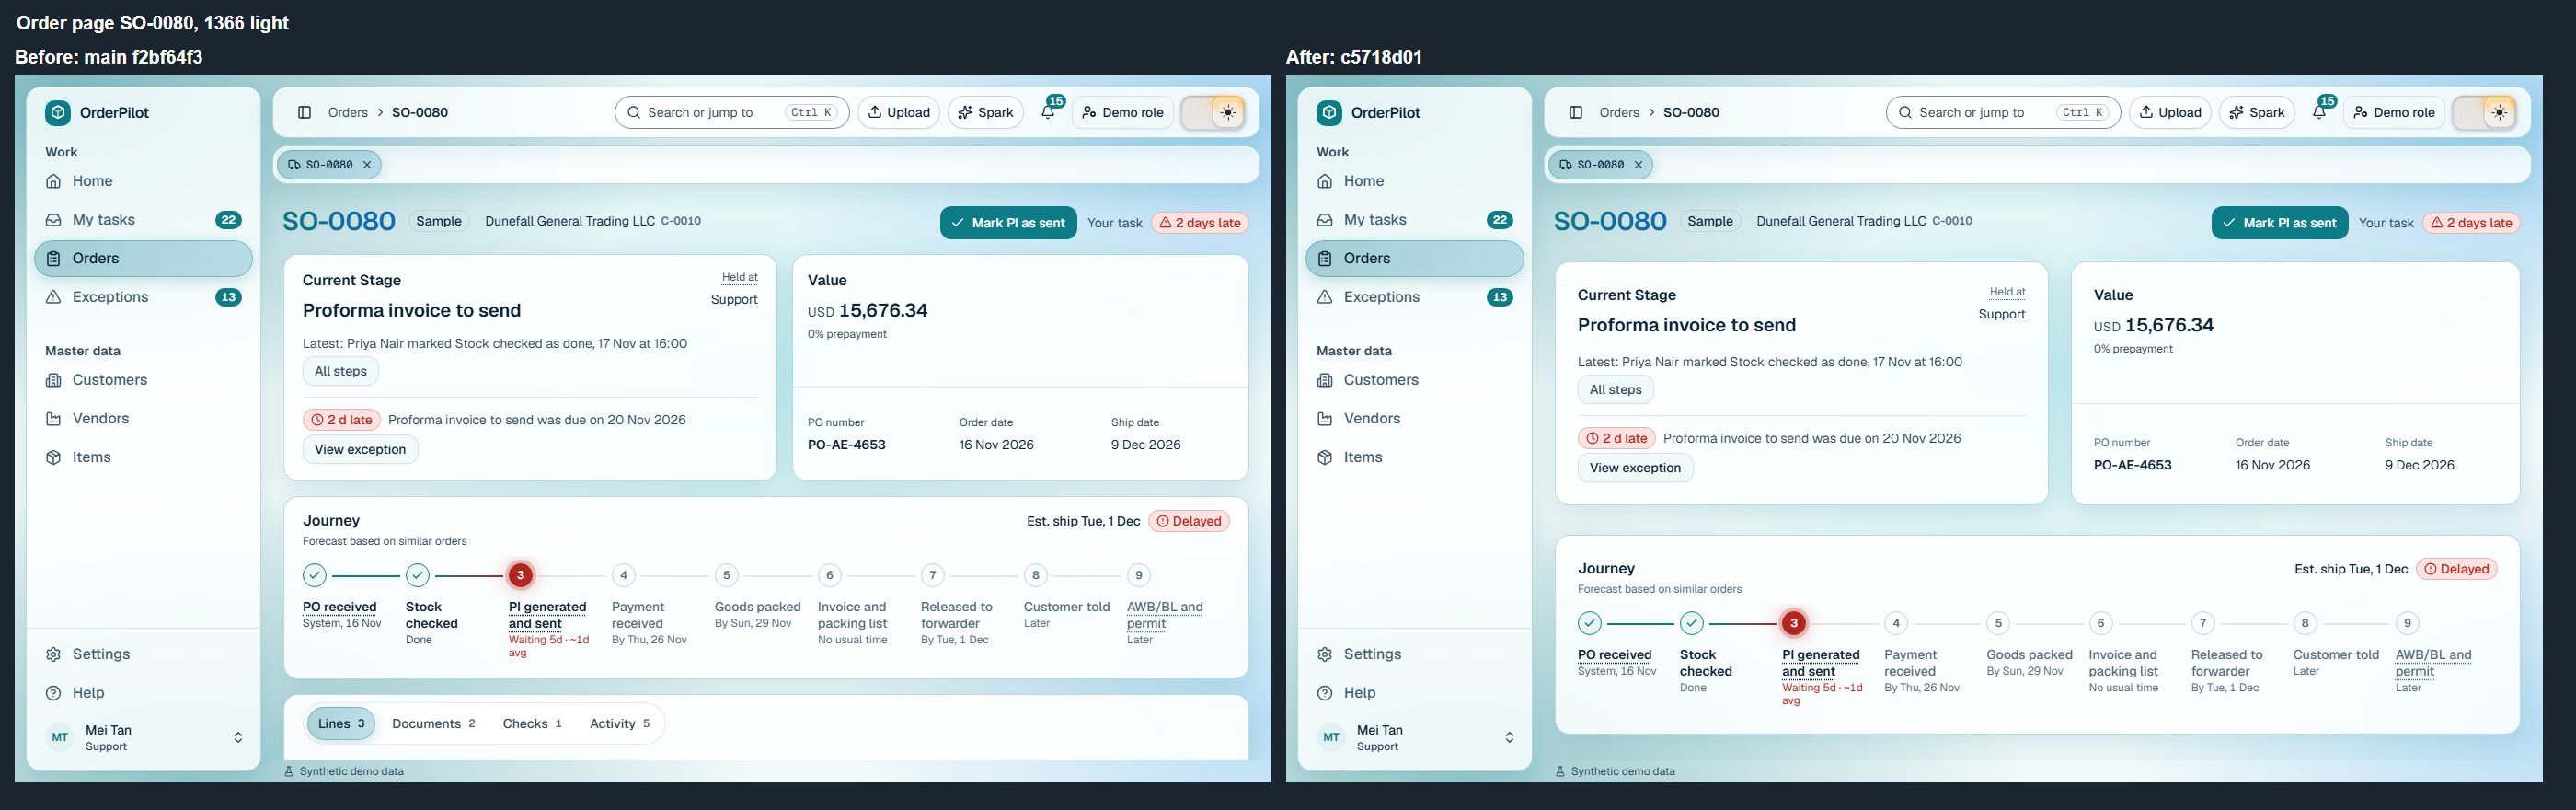 Order page SO-0080, 1366 light
Before: main f2bf64f3
OrderPilot
Orders > SO-0080
Search or jump to Ctrl K
Upload
Spark
15
Demo role
SO-0080
Work
Home
My tasks 22
Orders
Exceptions 13
Master data
Customers
Vendors
Items
Settings
Help
MT
Mei Tan
Support
SO-0080 Sample Dunefall General Trading LLC C-0010
Mark PI as sent Your task 2 days late
Current Stage
Held at
Proforma invoice to send
Support
Latest: Priya Nair marked Stock checked as done, 17 Nov at 16:00
All steps
2 d late Proforma invoice to send was due on 20 Nov 2026
View exception
Value
USD 15,676.34
0% prepayment
PO number Order date Ship date
PO-AE-4653 16 Nov 2026 9 Dec 2026
Journey
Est. ship Tue, 1 Dec Delayed
Forecast based on similar orders
3 4 5 6 7 8 9
PO received
System, 16 Nov
Stock
checked
Done
PI generated
and sent
Waiting 5d · ~1d
avg
Payment
received
By Thu, 26 Nov
Goods packed
By Sun, 29 Nov
Invoice and
packing list
No usual time
Released to
forwarder
By Tue, 1 Dec
Customer told
Later
AWB/BL and
permit
Later
Lines 3 Documents 2 Checks 1 Activity 5
Synthetic demo data
After: c5718d01
OrderPilot
Orders > SO-0080
Search or jump to Ctrl K
Upload
Spark
15
Demo role
SO-0080
Work
Home
My tasks 22
Orders
Exceptions 13
Master data
Customers
Vendors
Items
Settings
Help
MT
Mei Tan
Support
SO-0080 Sample Dunefall General Trading LLC C-0010
Mark PI as sent Your task 2 days late
Current Stage
Held at
Proforma invoice to send
Support
Latest: Priya Nair marked Stock checked as done, 17 Nov at 16:00
All steps
2 d late Proforma invoice to send was due on 20 Nov 2026
View exception
Value
USD 15,676.34
0% prepayment
PO number Order date Ship date
PO-AE-4653 16 Nov 2026 9 Dec 2026
Journey
Est. ship Tue, 1 Dec Delayed
Forecast based on similar orders
3 4 5 6 7 8 9
PO received
System, 16 Nov
Stock
checked
Done
PI generated
and sent
Waiting 5d · ~1d
avg
Payment
received
By Thu, 26 Nov
Goods packed
By Sun, 29 Nov
Invoice and
packing list
No usual time
Released to
forwarder
By Tue, 1 Dec
Customer told
Later
AWB/BL and
permit
Later
Synthetic demo data